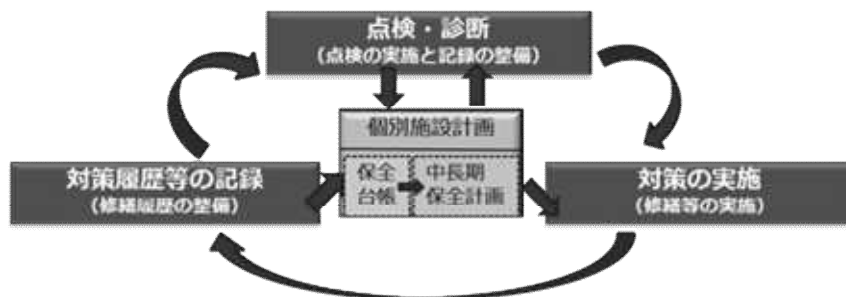 点検・診断
(点検の実施と記録の整備)
個別施設計画
保全
台帳
中長期
保全計画
対策履歴等の記録
(修繕履歴の整備)
対策の実施
(修繕等の実施)